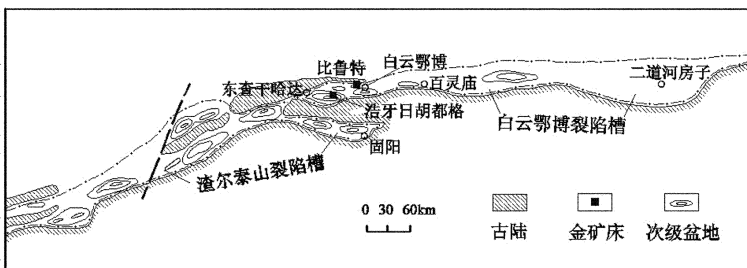 比鲁特
白云鄂博
东查干哈达
百灵庙
二道河房子
浩牙日胡都格
白云鄂博裂陷槽
固阳
渣尔泰山裂陷槽
0 30 60km
古陆
金矿床
次级盆地